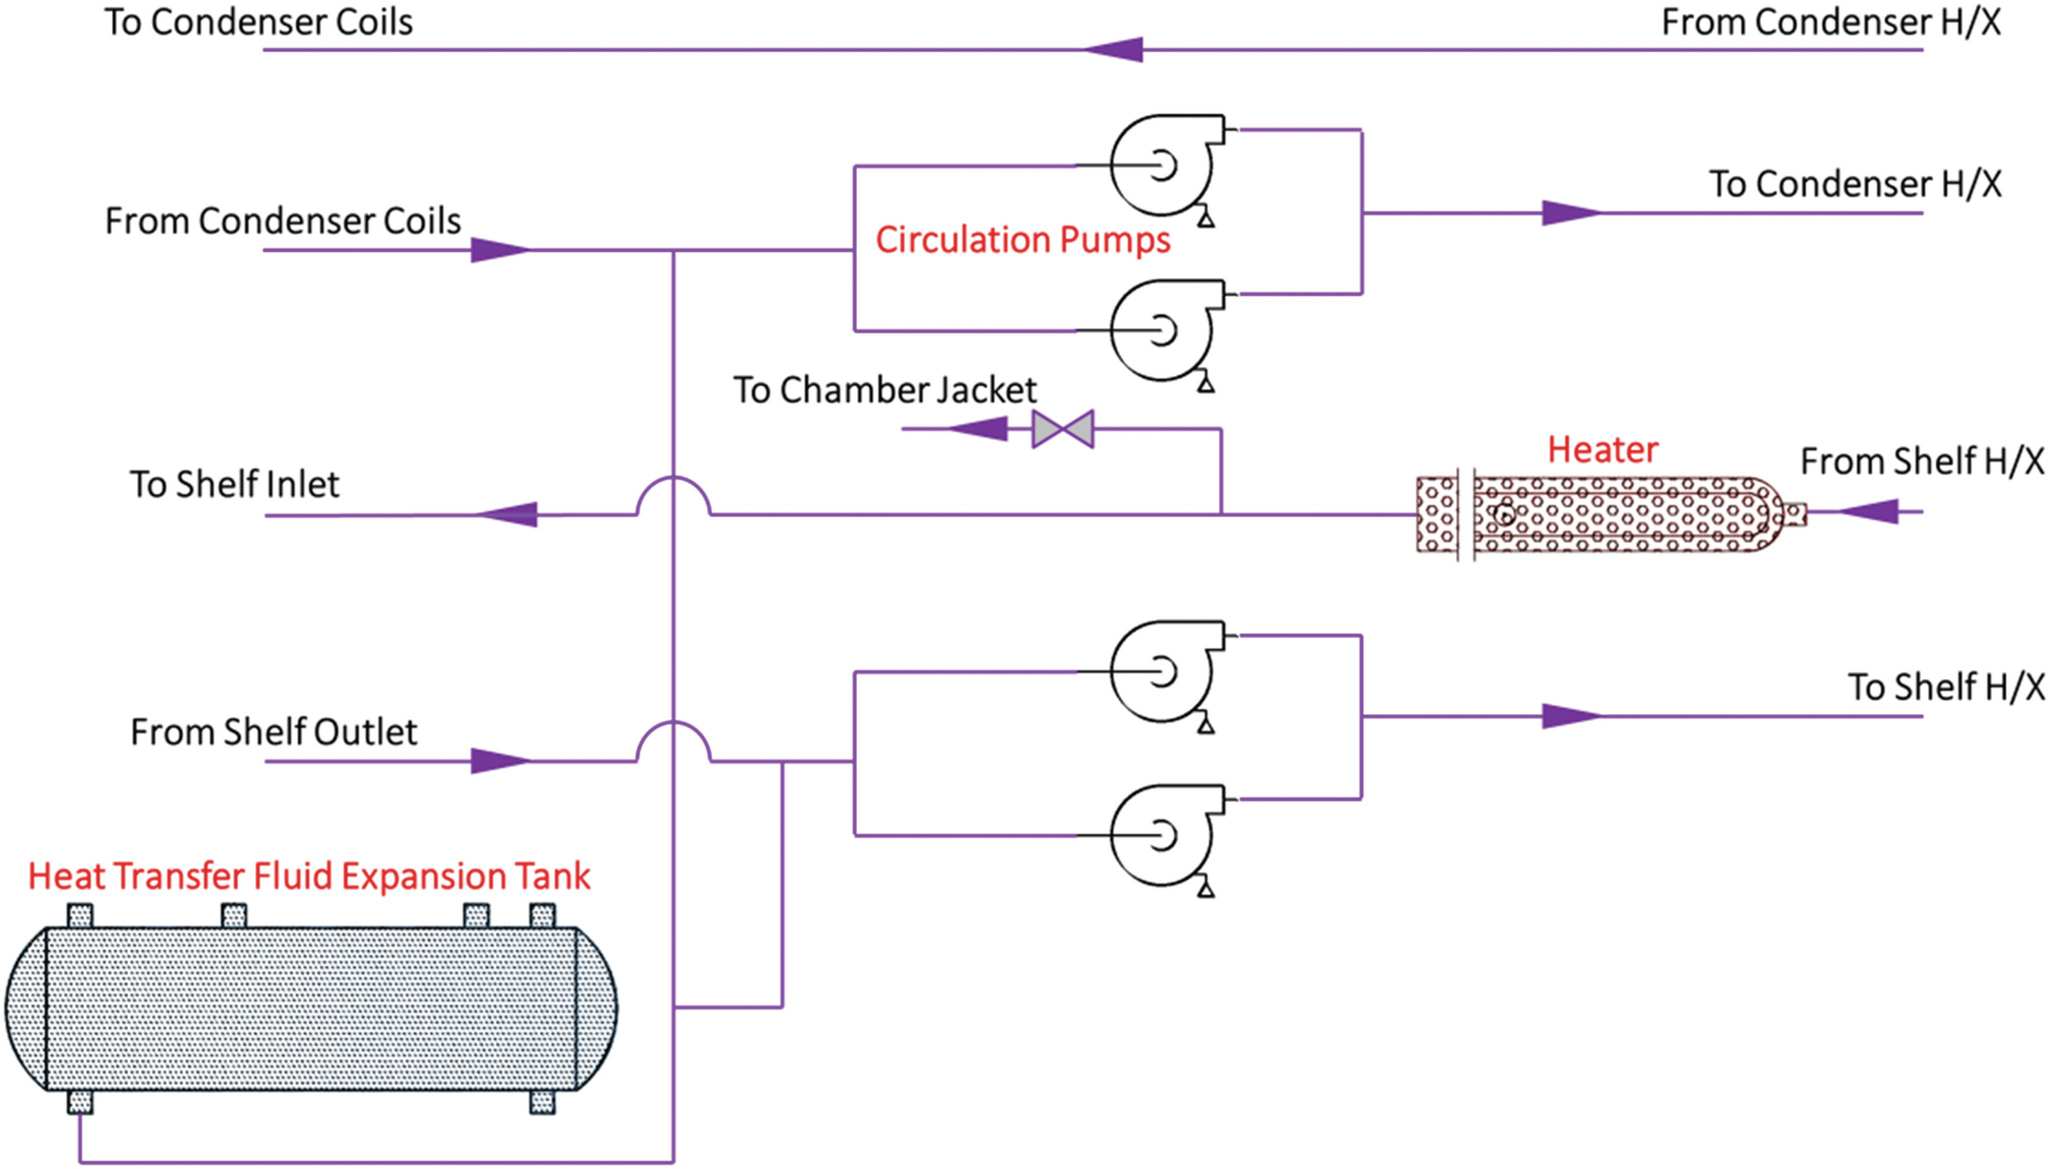 To Condenser Coils
From Condenser H/X
To Condenser H/X
From Condenser Coils
Circulation Pumps
To Chamber Jacket
Heater
From Shelf H/X
To Shelf Inlet
To Shelf H/X
From Shelf Outlet
Heat Transfer Fluid Expansion Tank